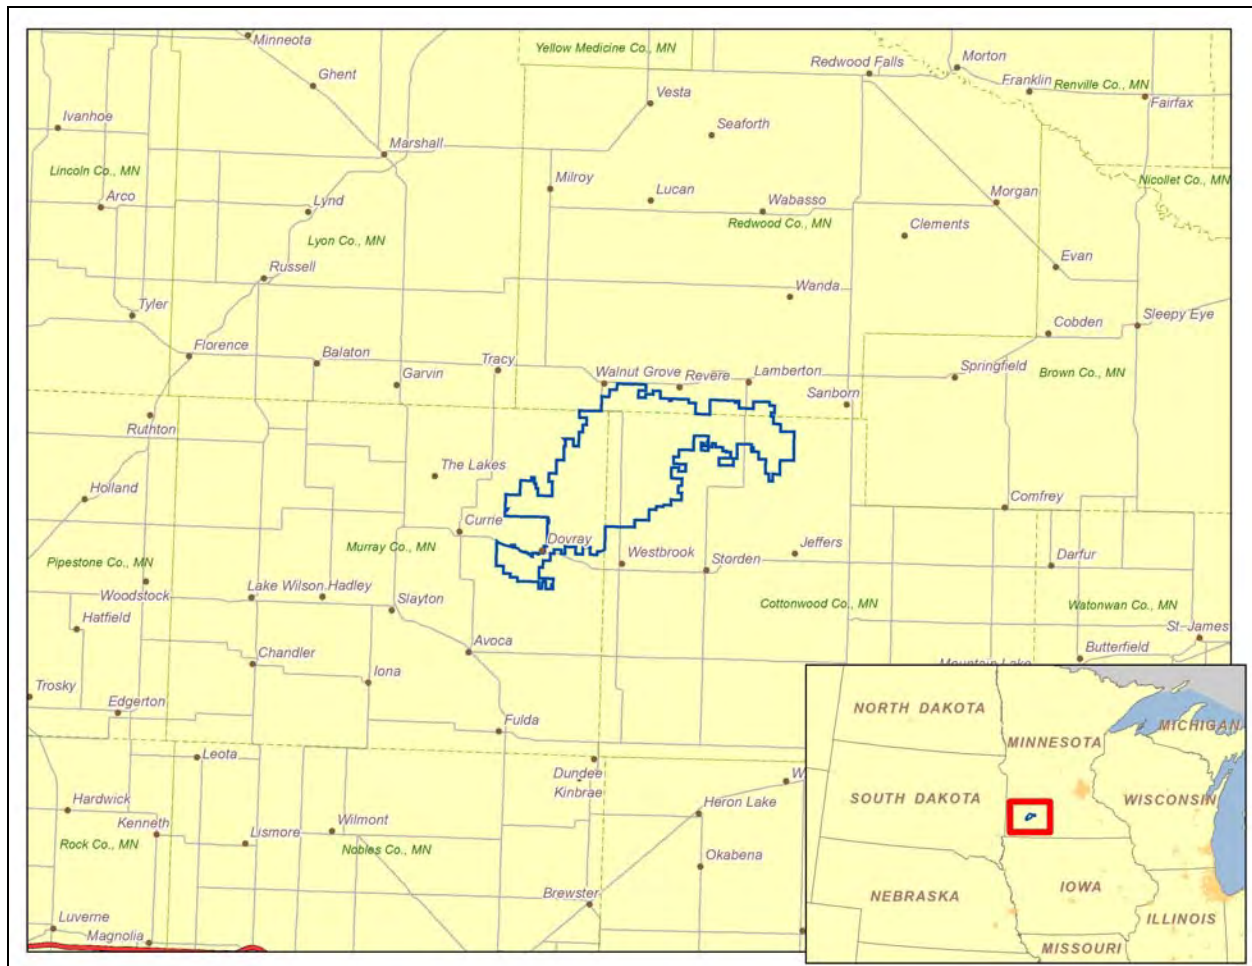 Minneota
Yellow Medicine Co., MN
Redwood Falls
Morton
Ghent
Franklin
Renville Co., MN
Vesta
Fairfax
Ivanhoe
Seaforth
Marshall
Lincoln Co., MN
Milroy
Lucan
Nicollet Co., MN
Arco
Lynd
Wabasso
Morgan
Redwood Co., MN
Clements
Lyon Co., MN
Evan
Russell
Wanda
Tyler
Cobden
Sleepy Eye
Florence
Balaton
Tracy
Springfield
Garvin
Walnut Grove
Revere
Lamberton
Brown Co., MN
Sanborn
Ruthton
The Lakes
Holland
Comfrey
Currie
Murray Co., MN
Dovray
Jeffers
Darfur
Pipestone Co., MN
Westbrook
Storden
Woodstock
Lake Wilson
Hadley
Slayton
Cottonwood Co., MN
Watonwan Co., MN
Hatfield
St. James
Avoca
Butterfield
Chandler
Iona
Mountain Lake
Trosky
Edgerton
Fulda
Leota
Dundee
Kinbrae
W
Hardwick
Heron Lake
Kenneth
Lismore
Wilmont
Rock Co., MN
Nobles Co., MN
Okabena
Brewster
Luverne
Magnolia
NORTH DAKOTA
MICHIGAN
MINNESOTA
SOUTH DAKOTA
WISCONSIN
NEBRASKA
IOWA
ILLINOIS
MISSOURI